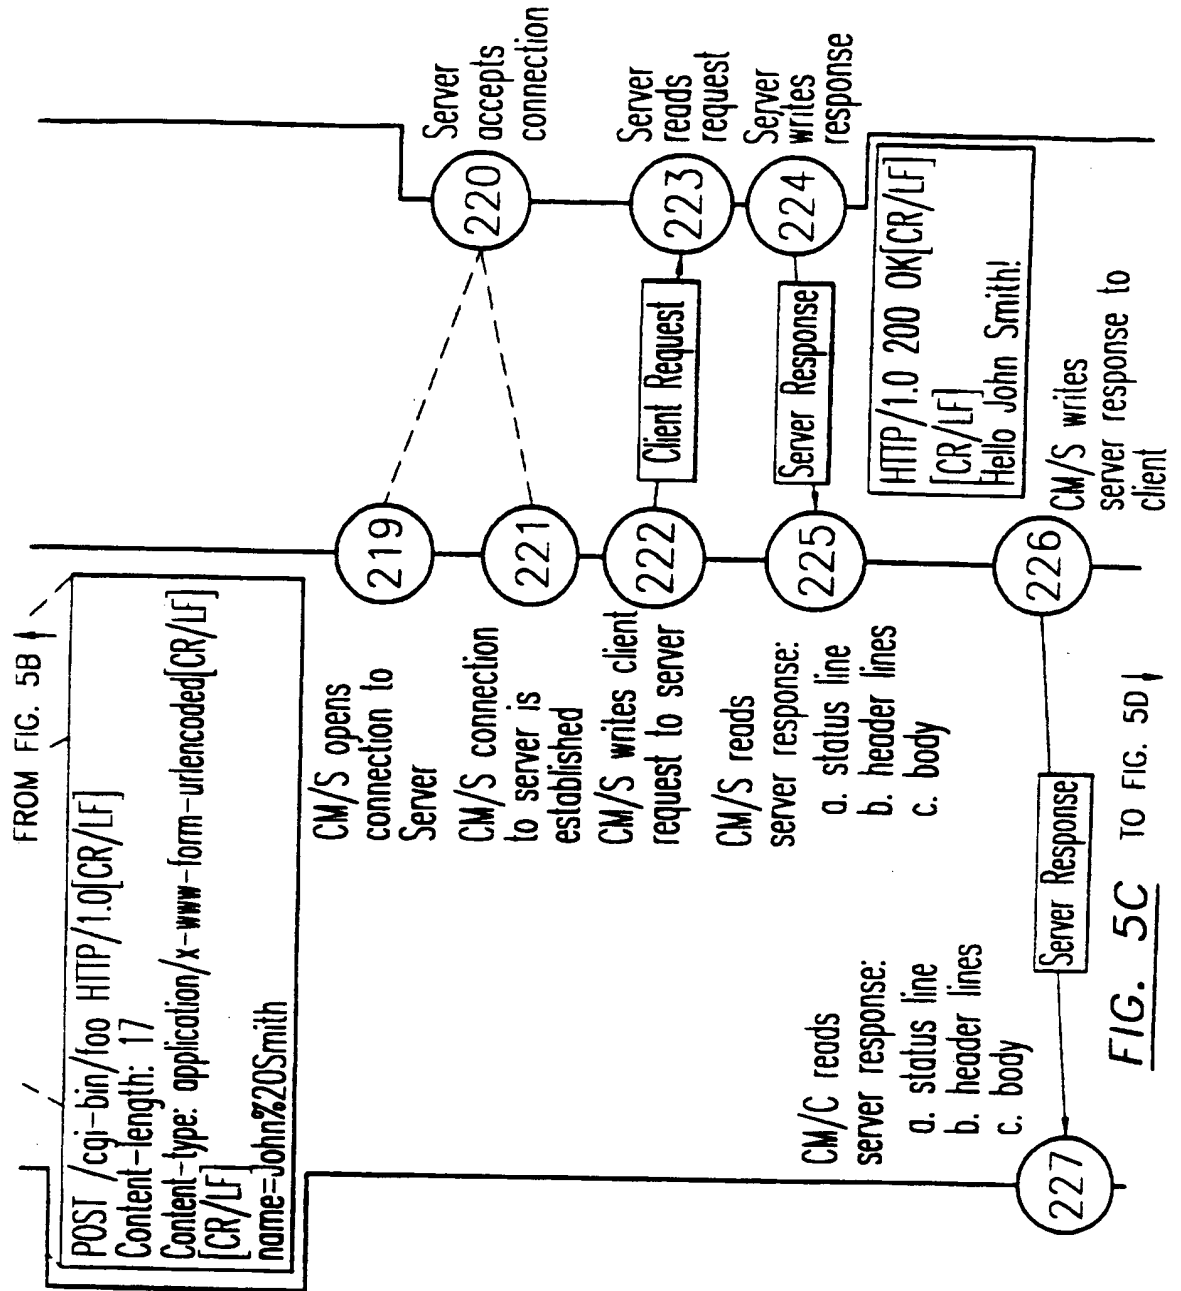 FROM FIG. 5B
POST /cgi-bin/foo HTTP/1.0[CR/LF]
Content-length: 17
Content-type: application/x-www-form-urlencoded[CR/LF]
[CR/LF]
name=John%20Smith
219
CM/S opens
connection to
Server
220
Server
accepts
connection
221
CM/S connection
to server is
established
222
CM/S writes client
request to server
Client Request
223
Server
reads
request
224
Server
writes
response
Server Response
225
CM/S reads
server response:
a. status line
b. header lines
c. body
HTTP/1.0 200 OK[CR/LF]
[CR/LF]
Hello John Smith!
226
CM/S writes
server response to
client
Server Response
227
CM/C reads
server response:
a. status line
b. header lines
c. body
FIG. 5C
TO FIG. 5D